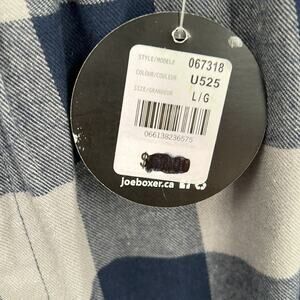 STYLE/MODELE 067318
COLOUR/COULEUR U525
SIZE/GRANDEUR L/G
066138236575
$
joeboxer.ca